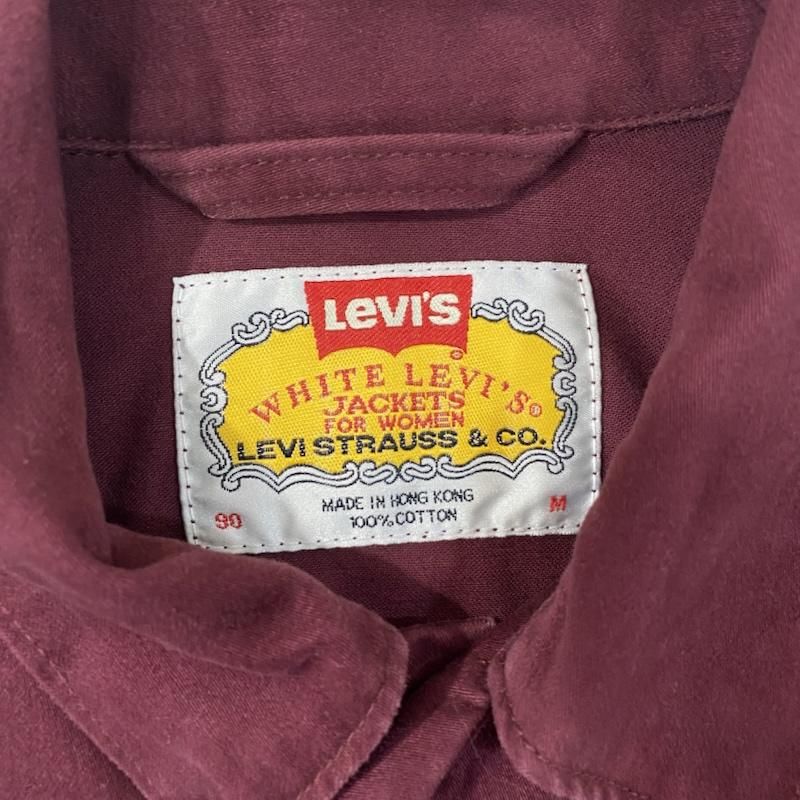 LEVI'S
®
WHITE LEVI'S®
JACKETS
FOR WOMEN
LEVI STRAUSS & CO.
MADE IN HONG KONG
100% COTTON
90
M